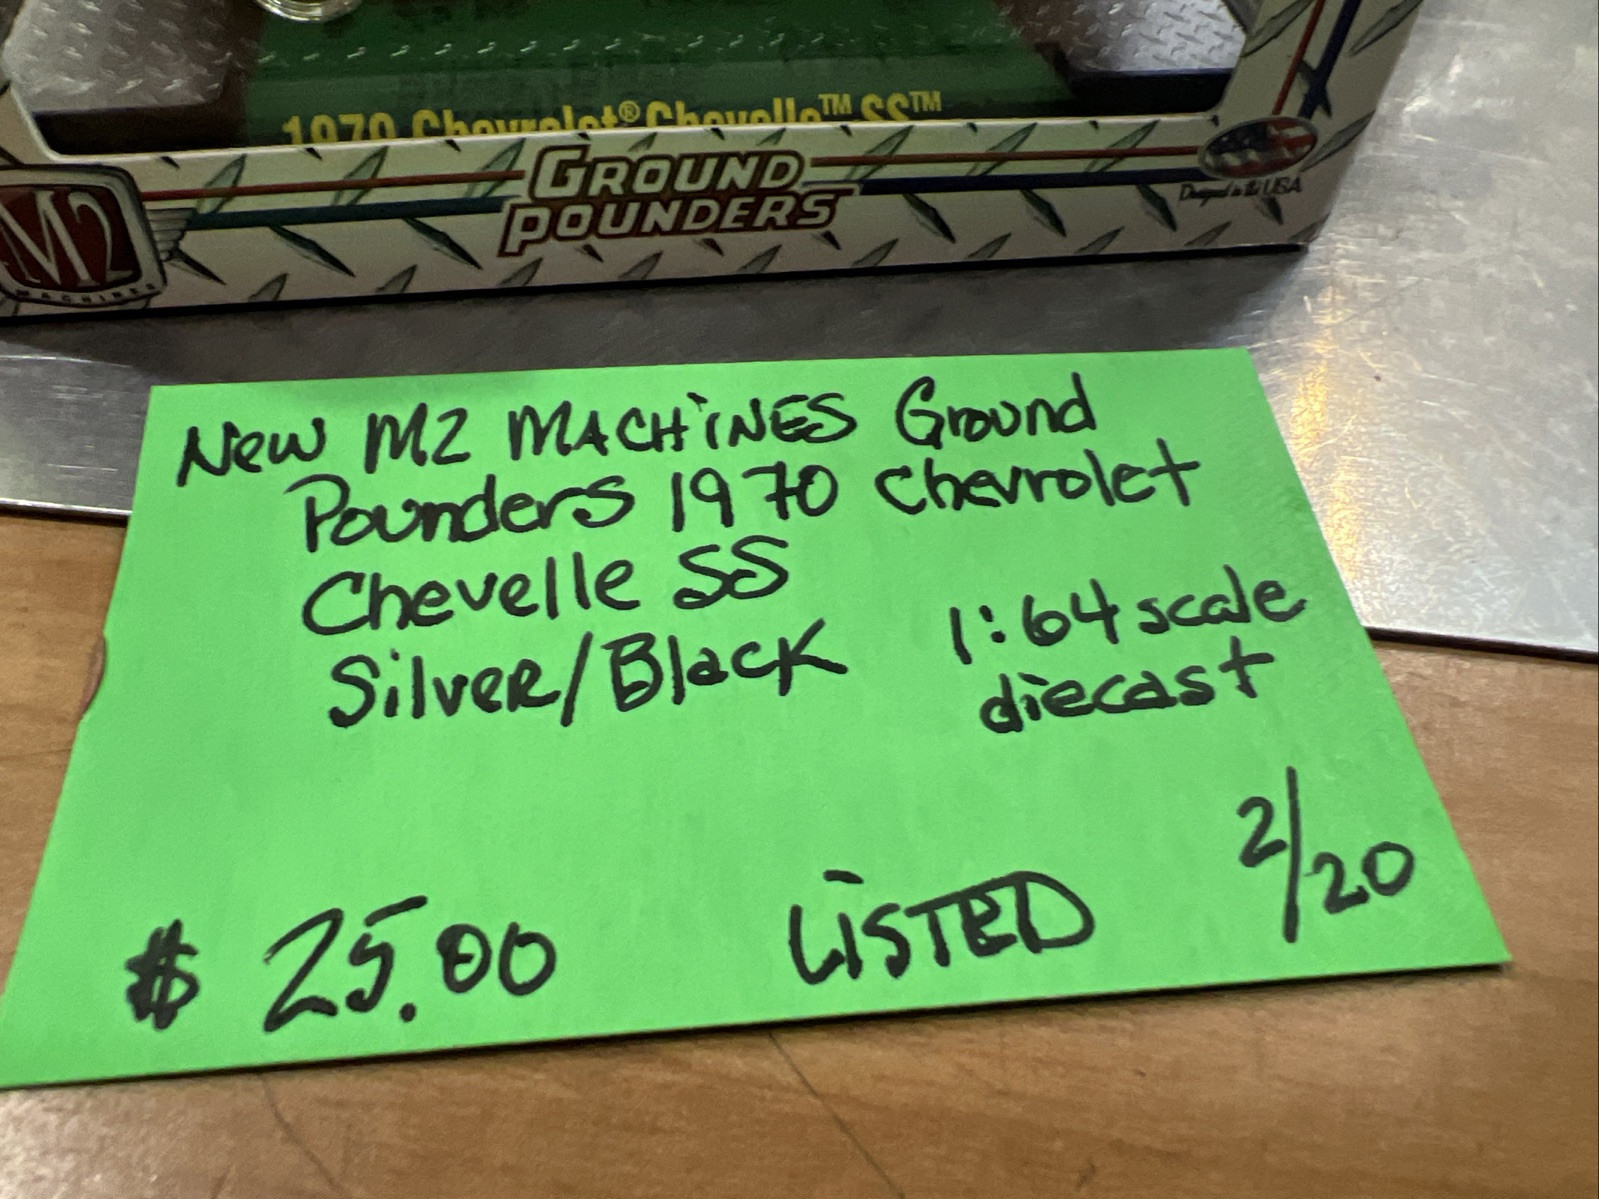 1970 Chevrolet® Chevelle™ SS™
GROUND
POUNDERS
Designed in the USA
M2
MACHINES
New M2 MACHiNES Ground
Pounders 1970 Chevrolet
Chevelle SS
Silver/Black
1:64 scale
diecast
$ 25.00
LiSTED
2/20